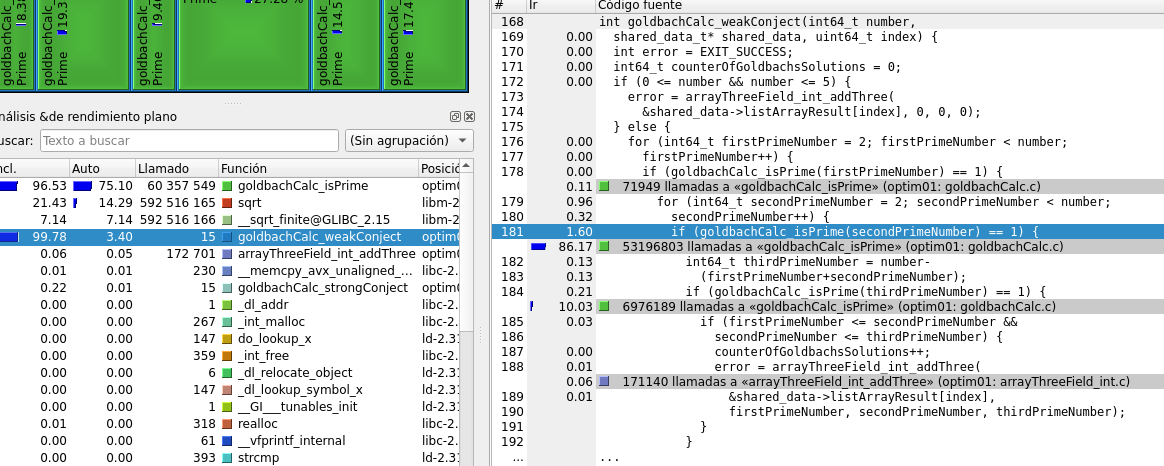 goldbachCalc_
Prime
8.3
goldbachCalc_
Prime
19.3
goldbachCalc_
Prime
9.4
Prime
27.28 %
goldbachCalc_
Prime
14.5
goldbachCalc_
Prime
17.4
nálisis &de rendimiento plano
uscar: Texto a buscar (Sin agrupación)
ncl. Auto Llamado Función Posició
96.53 75.10 60 357 549 goldbachCalc_isPrime optim0
21.43 14.29 592 516 165 sqrt libm-2
7.14 7.14 592 516 166 __sqrt_finite@GLIBC_2.15 libm-2
99.78 3.40 15 goldbachCalc_weakConject optim0
0.06 0.05 172 701 arrayThreeField_int_addThree optim0
0.01 0.01 230 __memcpy_avx_unaligned_... libc-2.
0.22 0.01 15 goldbachCalc_strongConject optim0
0.00 0.00 1 _dl_addr libc-2.
0.00 0.00 267 _int_malloc libc-2.
0.00 0.00 147 do_lookup_x ld-2.31
0.00 0.00 359 _int_free libc-2.
0.00 0.00 6 _dl_relocate_object ld-2.31
0.00 0.00 147 _dl_lookup_symbol_x ld-2.31
0.00 0.00 1 __GI___tunables_init ld-2.31
0.01 0.00 318 realloc libc-2.
0.00 0.00 61 __vfprintf_internal libc-2.
0.00 0.00 393 strcmp ld-2.31
# Ir Código fuente
168 int goldbachCalc_weakConject(int64_t number,
169 0.00 shared_data_t* shared_data, uint64_t index) {
170 0.00 int error = EXIT_SUCCESS;
171 0.00 int64_t counterOfGoldbachsSolutions = 0;
172 0.00 if (0 <= number && number <= 5) {
173 error = arrayThreeField_int_addThree(
174 &shared_data->listArrayResult[index], 0, 0, 0);
175 } else {
176 0.00 for (int64_t firstPrimeNumber = 2; firstPrimeNumber < number;
177 0.00 firstPrimeNumber++) {
178 0.00 if (goldbachCalc_isPrime(firstPrimeNumber) == 1) {
0.11 71949 llamadas a «goldbachCalc_isPrime» (optim01: goldbachCalc.c)
179 0.96 for (int64_t secondPrimeNumber = 2; secondPrimeNumber < number;
180 0.32 secondPrimeNumber++) {
181 1.60 if (goldbachCalc_isPrime(secondPrimeNumber) == 1) {
86.17 53196803 llamadas a «goldbachCalc_isPrime» (optim01: goldbachCalc.c)
182 0.13 int64_t thirdPrimeNumber = number-
183 0.13 (firstPrimeNumber+secondPrimeNumber);
184 0.21 if (goldbachCalc_isPrime(thirdPrimeNumber) == 1) {
10.03 6976189 llamadas a «goldbachCalc_isPrime» (optim01: goldbachCalc.c)
185 0.03 if (firstPrimeNumber <= secondPrimeNumber &&
186 secondPrimeNumber <= thirdPrimeNumber) {
187 0.00 counterOfGoldbachsSolutions++;
188 0.01 error = arrayThreeField_int_addThree(
0.06 171140 llamadas a «arrayThreeField_int_addThree» (optim01: arrayThreeField_int.c)
189 0.01 &shared_data->listArrayResult[index],
190 firstPrimeNumber, secondPrimeNumber, thirdPrimeNumber);
191 }
192 }
... ...